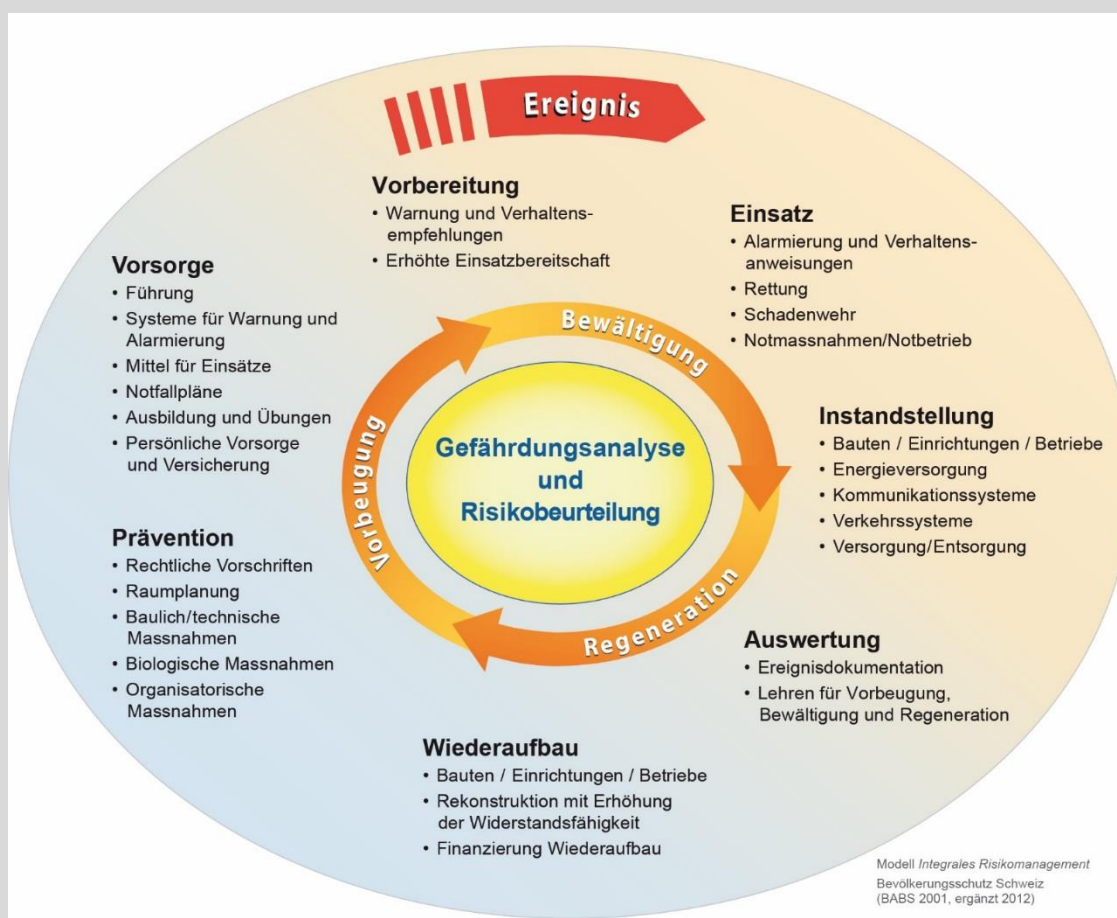 Ereignis
Vorbereitung
• Warnung und Verhaltens-
empfehlungen
• Erhöhte Einsatzbereitschaft
Einsatz
• Alarmierung und Verhaltens-
anweisungen
• Rettung
• Schadenwehr
• Notmassnahmen/Notbetrieb
Instandstellung
• Bauten / Einrichtungen / Betriebe
• Energieversorgung
• Kommunikationssysteme
• Verkehrssysteme
• Versorgung/Entsorgung
Auswertung
• Ereignisdokumentation
• Lehren für Vorbeugung,
Bewältigung und Regeneration
Wiederaufbau
• Bauten / Einrichtungen / Betriebe
• Rekonstruktion mit Erhöhung
der Widerstandsfähigkeit
• Finanzierung Wiederaufbau
Prävention
• Rechtliche Vorschriften
• Raumplanung
• Baulich/technische
Massnahmen
• Biologische Massnahmen
• Organisatorische
Massnahmen
Vorsorge
• Führung
• Systeme für Warnung und
Alarmierung
• Mittel für Einsätze
• Notfallpläne
• Ausbildung und Übungen
• Persönliche Vorsorge
und Versicherung
Bewältigung
Regeneration
Vorbeugung
Gefährdungsanalyse
und
Risikobeurteilung
Modell Integrales Risikomanagement
Bevölkerungsschutz Schweiz
(BABS 2001, ergänzt 2012)